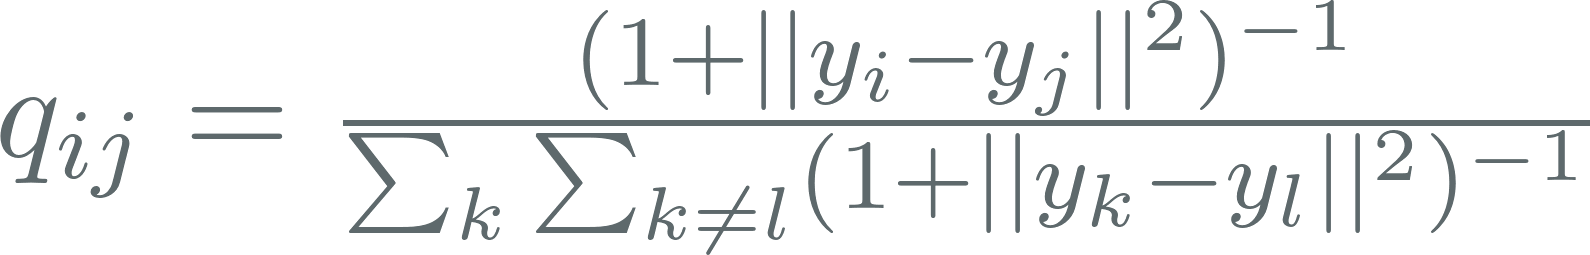 q_{ij} = \frac{(1+||y_i-y_j||^2)^{-1}}{\sum_k \sum_{k \neq l}(1+||y_k-y_l||^2)^{-1}}